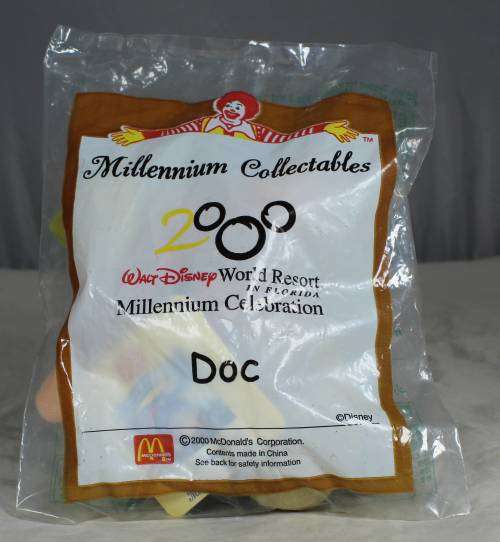 TM
Millennium Collectables
2000
Walt Disney World Resort
IN FLORIDA
Millennium Celebration
Doc
©Disney
McDonald's
©2000 McDonald's Corporation.
Contents made in China
See back for safety information